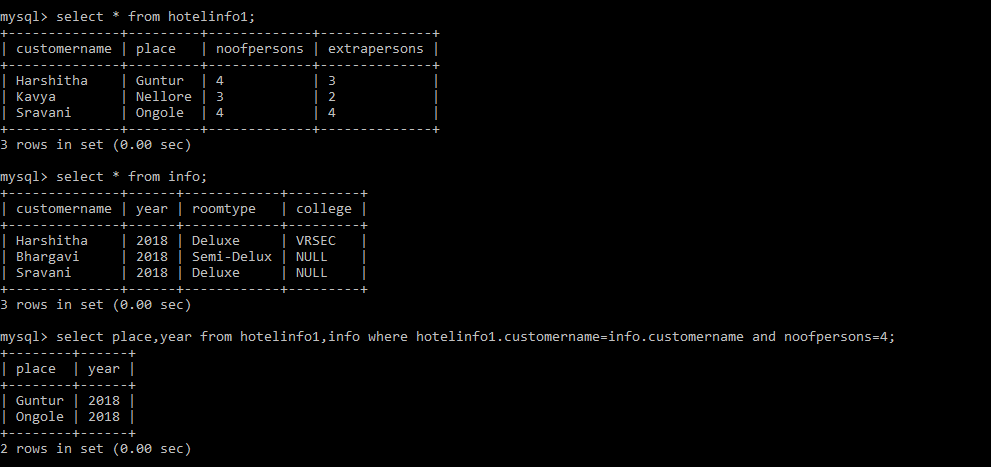 mysql> select * from hotelinfo1;
+--------------+---------+-------------+--------------+
| customername | place   | noofpersons | extrapersons |
+--------------+---------+-------------+--------------+
| Harshitha    | Guntur  | 4           | 3            |
| Kavya        | Nellore | 3           | 2            |
| Sravani      | Ongole  | 4           | 4            |
+--------------+---------+-------------+--------------+
3 rows in set (0.00 sec)
mysql> select * from info;
+--------------+------+------------+---------+
| customername | year | roomtype   | college |
+--------------+------+------------+---------+
| Harshitha    | 2018 | Deluxe     | VRSEC   |
| Bhargavi     | 2018 | Semi-Delux | NULL    |
| Sravani      | 2018 | Deluxe     | NULL    |
+--------------+------+------------+---------+
3 rows in set (0.00 sec)
mysql> select place,year from hotelinfo1,info where hotelinfo1.customername=info.customername and noofpersons=4;
+--------+------+
| place  | year |
+--------+------+
| Guntur | 2018 |
| Ongole | 2018 |
+--------+------+
2 rows in set (0.00 sec)